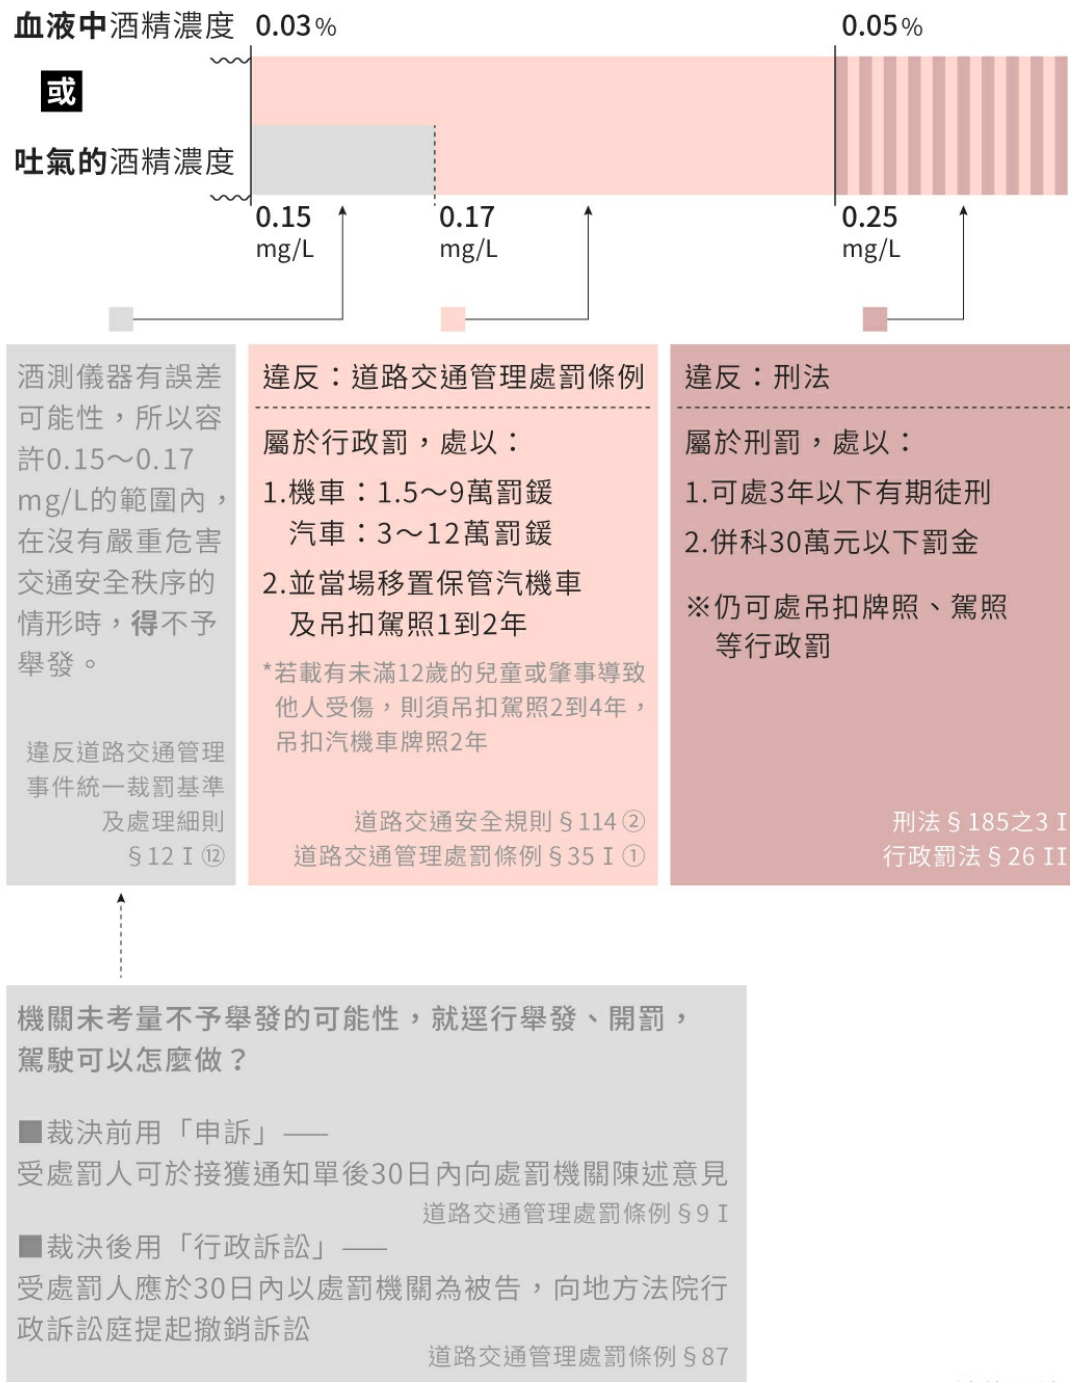 血液中酒精濃度 0.03% 0.05%
或
吐氣的酒精濃度
0.15 0.17 0.25
mg/L mg/L mg/L
酒測儀器有誤差
可能性，所以容
許0.15～0.17
mg/L的範圍內，
在沒有嚴重危害
交通安全秩序的
情形時，得不予
舉發。
違反道路交通管理
事件統一裁罰基準
及處理細則
§12 I ⑫
違反：道路交通管理處罰條例
屬於行政罰，處以：
1.機車：1.5～9萬罰鍰
汽車：3～12萬罰鍰
2.並當場移置保管汽機車
及吊扣駕照1到2年
*若載有未滿12歲的兒童或肇事導致
他人受傷，則須吊扣駕照2到4年，
吊扣汽機車牌照2年
道路交通安全規則§114②
道路交通管理處罰條例§35 I ①
違反：刑法
屬於刑罰，處以：
1.可處3年以下有期徒刑
2.併科30萬元以下罰金
※仍可處吊扣牌照、駕照
等行政罰
刑法§185之3 I
行政罰法§26 II
機關未考量不予舉發的可能性，就逕行舉發、開罰，
駕駛可以怎麼做？
■裁決前用「申訴」——
受處罰人可於接獲通知單後30日內向處罰機關陳述意見
道路交通管理處罰條例§9 I
■裁決後用「行政訴訟」——
受處罰人應於30日內以處罰機關為被告，向地方法院行
政訴訟庭提起撤銷訴訟
道路交通管理處罰條例§87